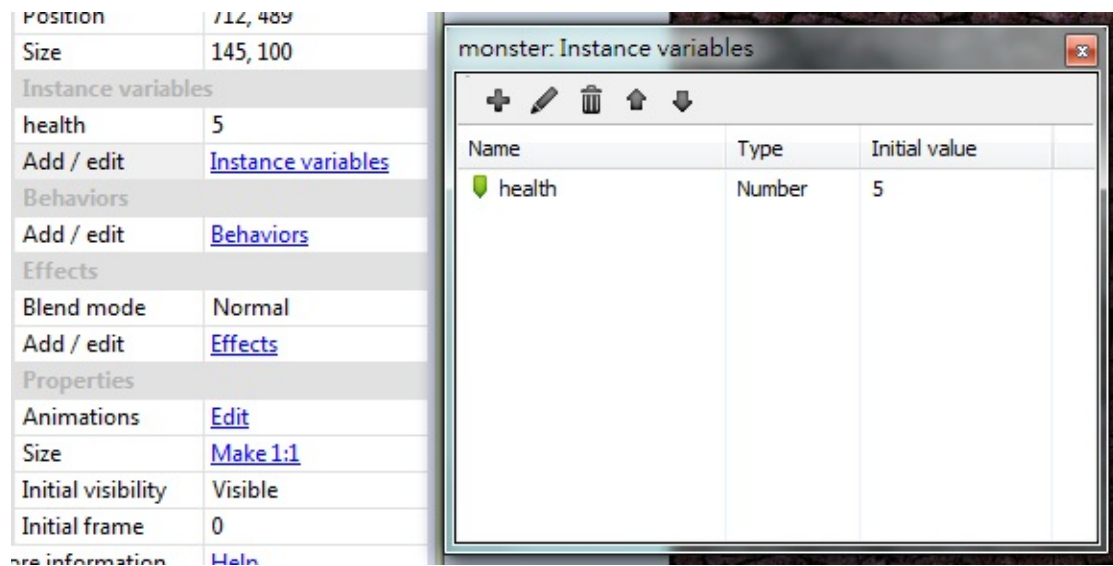 Position 712, 489
Size 145, 100
Instance variables
health 5
Add / edit Instance variables
Behaviors
Add / edit Behaviors
Effects
Blend mode Normal
Add / edit Effects
Properties
Animations Edit
Size Make 1:1
Initial visibility Visible
Initial frame 0
ore information Help
monster: Instance variables
Name Type Initial value
health Number 5